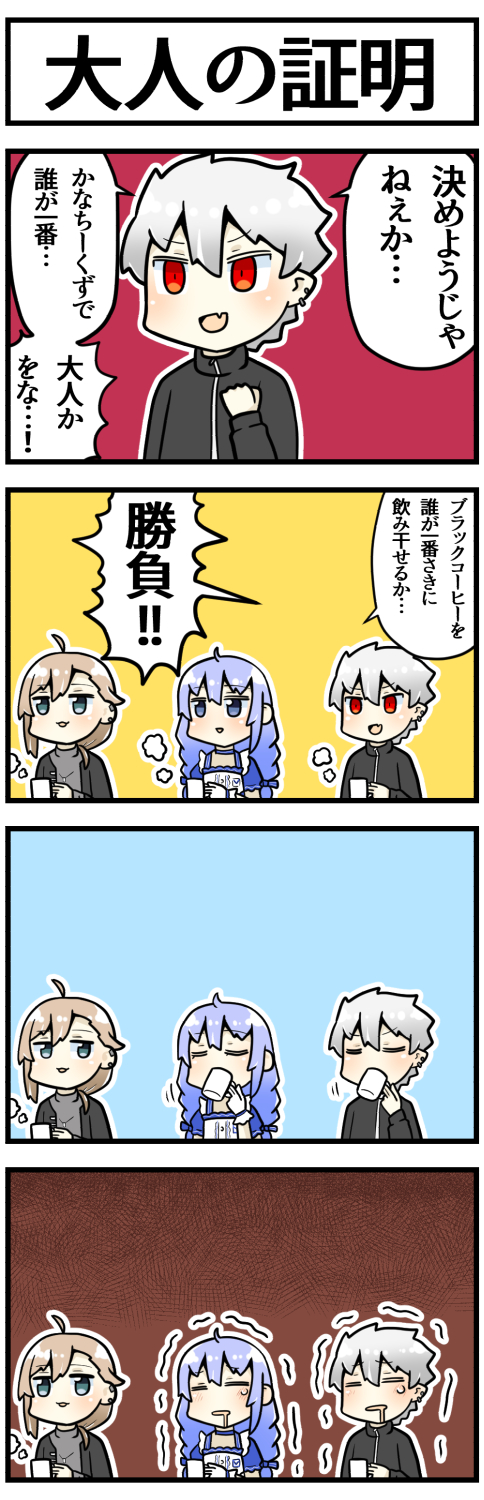 大人の証明
決めようじゃ
ねぇか…
かなちーくずで
誰が一番…
大人か
をな…！
ブラックコーヒーを
誰が一番さきに
飲み干せるか…
勝負‼